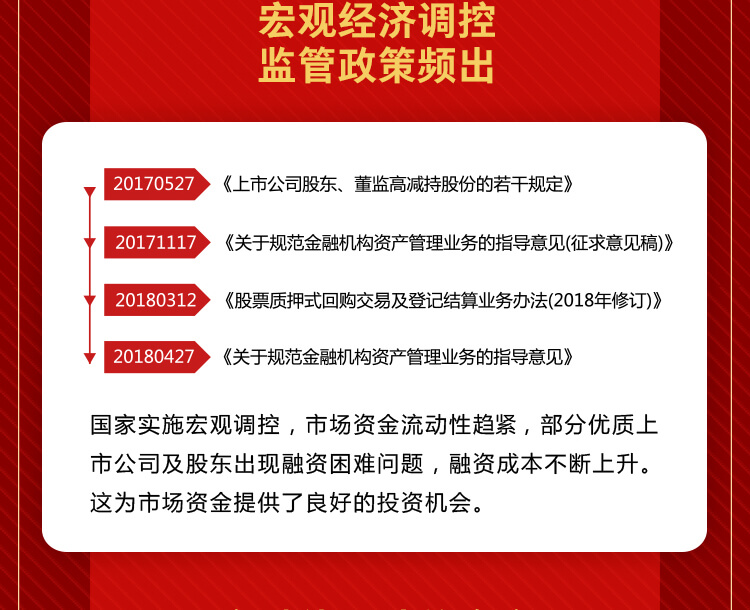 宏观经济调控
监管政策频出
20170527 《上市公司股东、董监高减持股份的若干规定》
20171117 《关于规范金融机构资产管理业务的指导意见(征求意见稿)》
20180312 《股票质押式回购交易及登记结算业务办法(2018年修订)》
20180427 《关于规范金融机构资产管理业务的指导意见》
国家实施宏观调控，市场资金流动性趋紧，部分优质上
市公司及股东出现融资困难问题，融资成本不断上升。
这为市场资金提供了良好的投资机会。